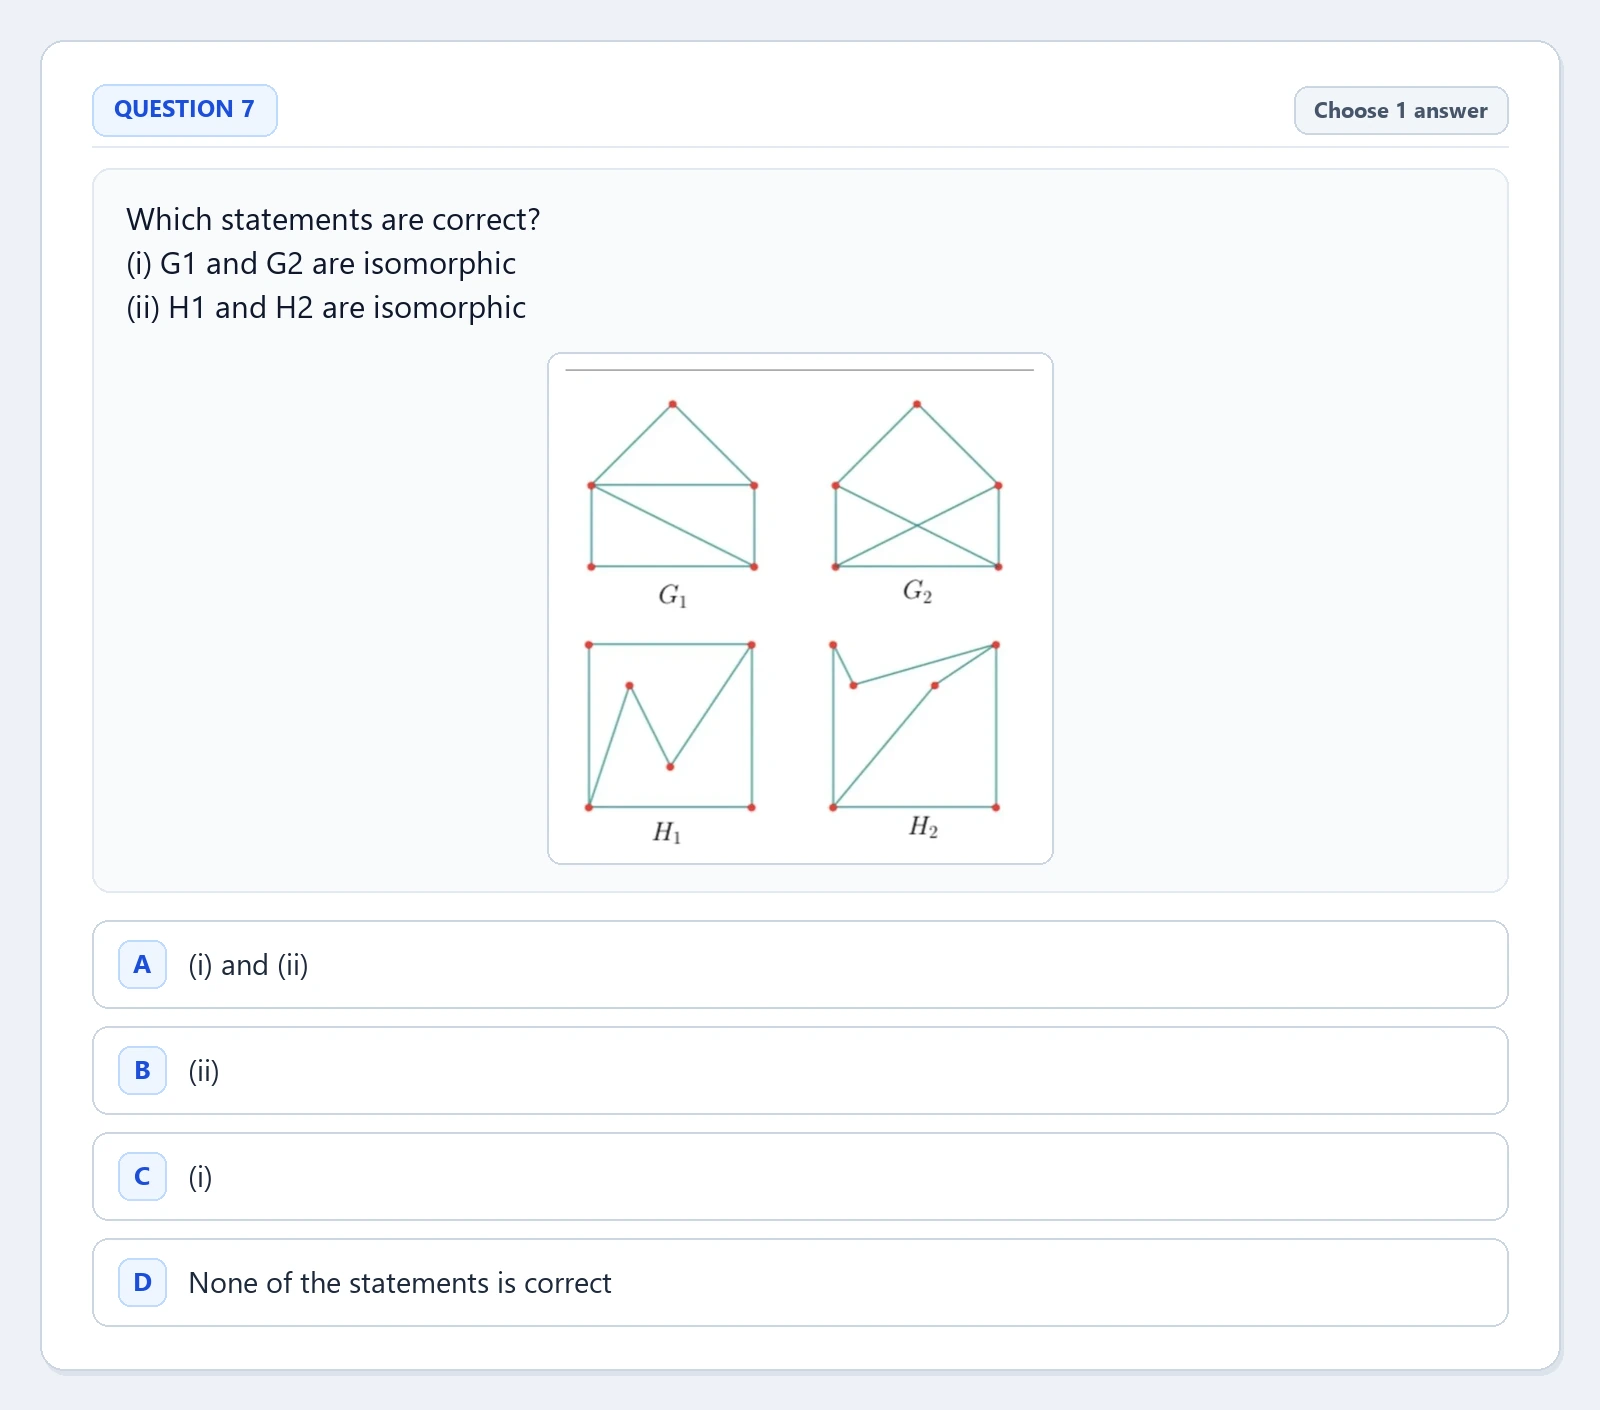 QUESTION 7
Choose 1 answer
Which statements are correct?
(i) G1 and G2 are isomorphic
(ii) H1 and H2 are isomorphic
G₁
G₂
H₁
H₂
A (i) and (ii)
B (ii)
C (i)
D None of the statements is correct